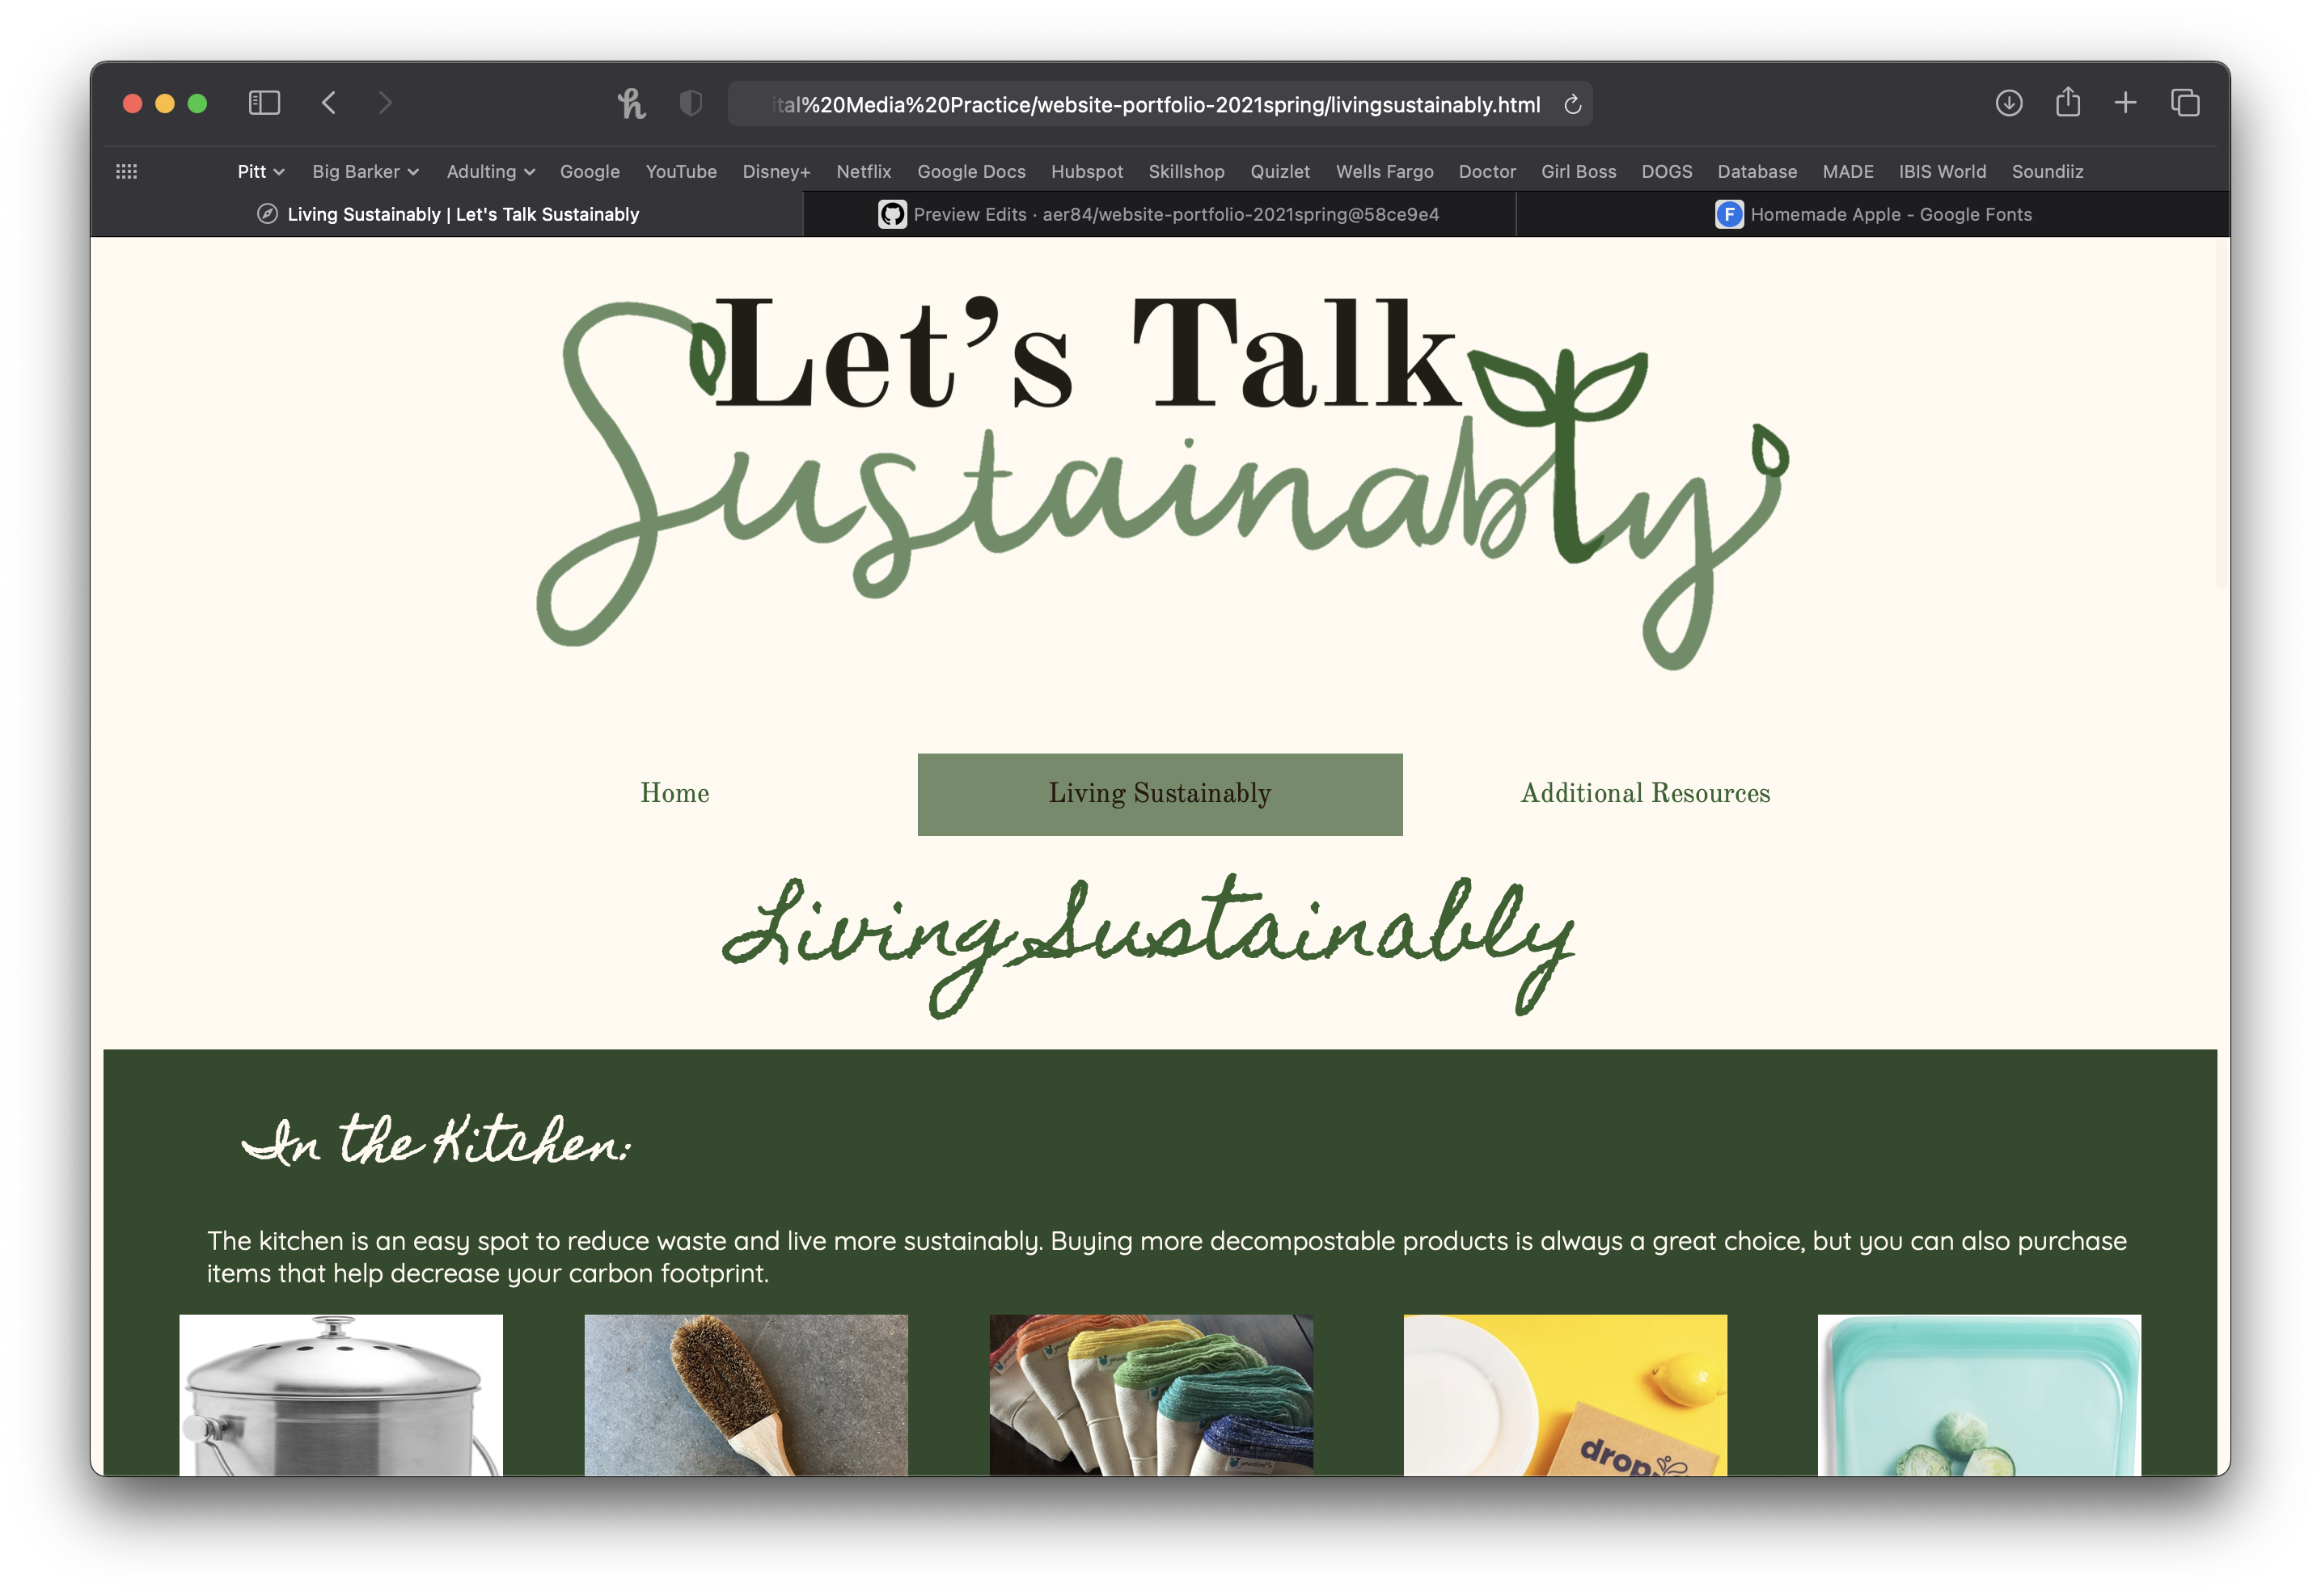 ital%20Media%20Practice/website-portfolio-2021spring/livingsustainably.html
Pitt Big Barker Adulting Google YouTube Disney+ Netflix Google Docs Hubspot Skillshop Quizlet Wells Fargo Doctor Girl Boss DOGS Database MADE IBIS World Soundiiz
Living Sustainably | Let's Talk Sustainably Preview Edits · aer84/website-portfolio-2021spring@58ce9e4 Homemade Apple - Google Fonts
Let’s Talk
Sustainably
Home Living Sustainably Additional Resources
Living Sustainably
In the Kitchen:
The kitchen is an easy spot to reduce waste and live more sustainably. Buying more decompostable products is always a great choice, but you can also purchase
items that help decrease your carbon footprint.